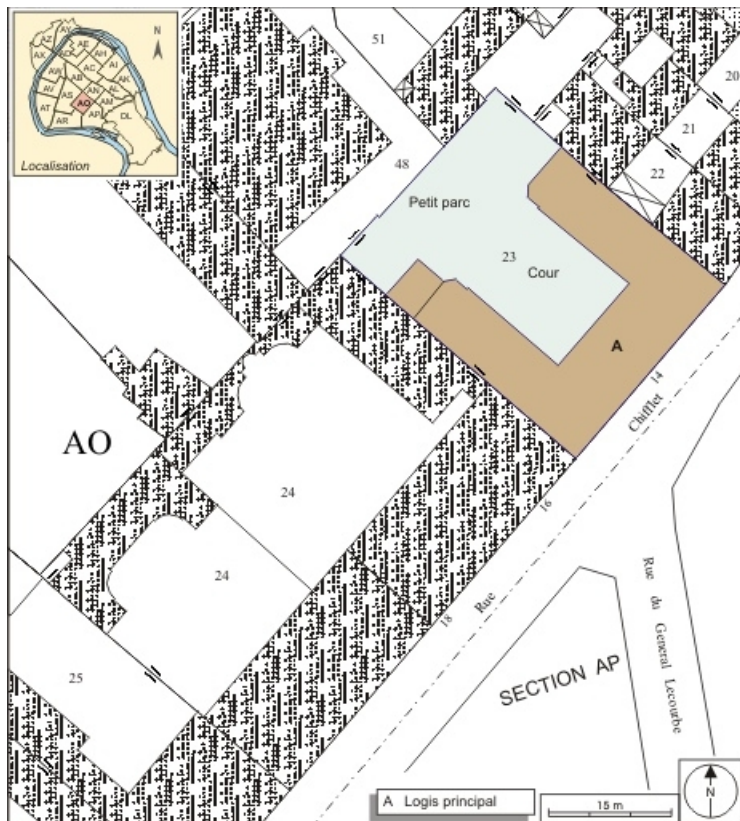 AY
AZ
AE
N
AX
AD
AH
AI
AW
AC
AB
AK
AV
AS
AN
AL
AO
AM
AT
AR
AP
DL
Localisation
51
20
21
48
22
Petit parc
23
Cour
A
14
Chifflet
AO
24
16
24
Rue
18
Rue du General Lecourbe
25
SECTION AP
A Logis principal
15 m
N